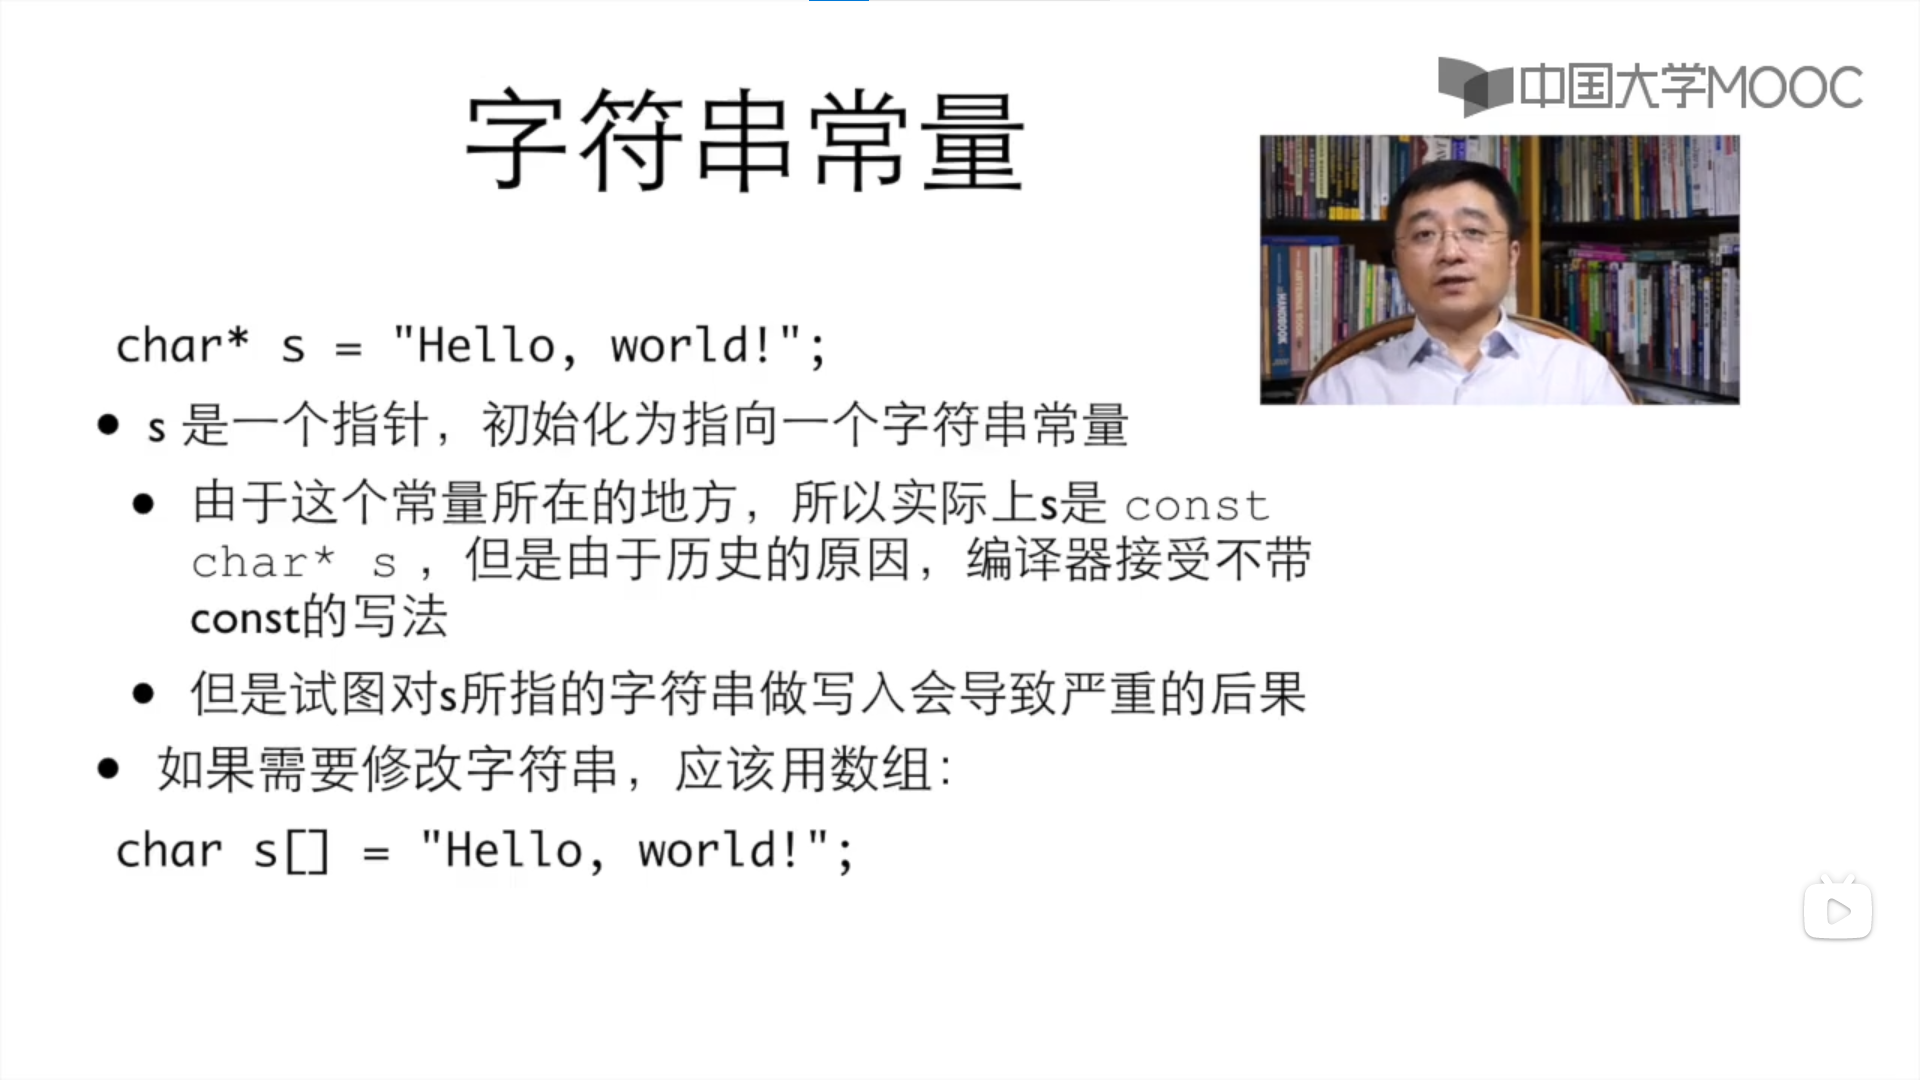 中国大学MOOC
字符串常量
char* s = "Hello, world!";
• s 是一个指针，初始化为指向一个字符串常量
• 由于这个常量所在的地方，所以实际上s是 const
char* s ，但是由于历史的原因，编译器接受不带
const的写法
• 但是试图对s所指的字符串做写入会导致严重的后果
• 如果需要修改字符串，应该用数组：
char s[] = "Hello, world!";
HANDBOOK